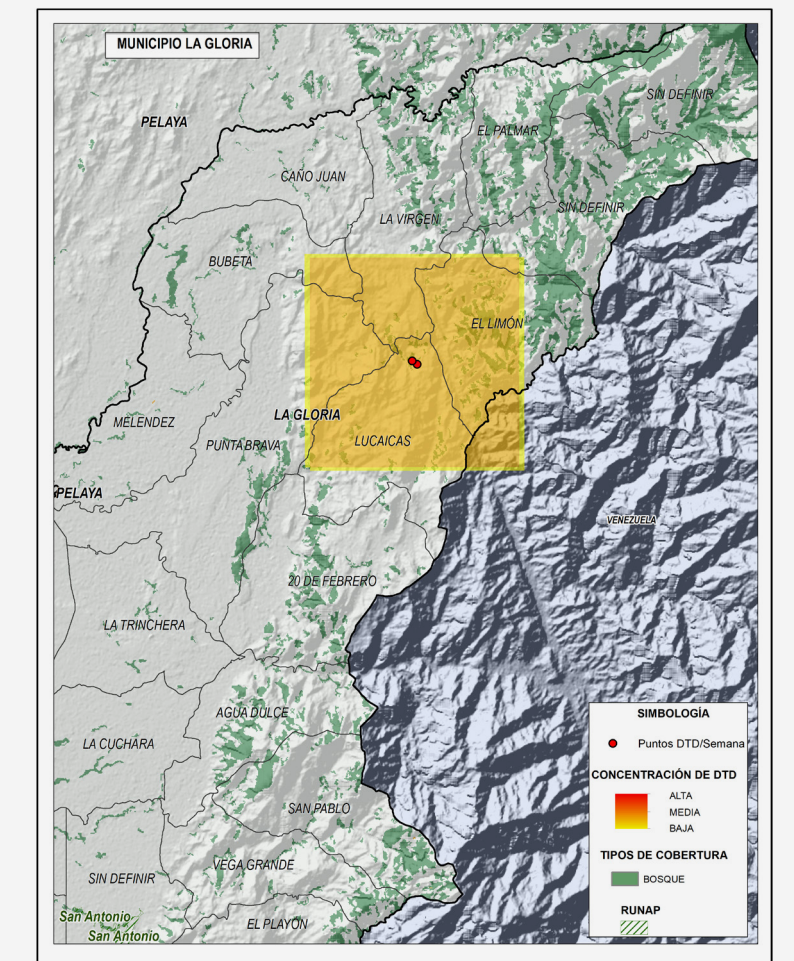 MUNICIPIO LA GLORIA
PELAYA
SIN DEFINIR
EL PALMAR
CAÑO JUAN
LA VIRGEN
SIN DEFINIR
BUBETA
EL LIMÓN
LA GLORIA
MELENDEZ
PUNTA BRAVA
LUCAICAS
PELAYA
VENEZUELA
20 DE FEBRERO
LA TRINCHERA
AGUA DULCE
LA CUCHARA
SAN PABLO
VEGA GRANDE
SIN DEFINIR
San Antonio
EL PLAYON
San Antonio
SIMBOLOGÍA
Puntos DTD/Semana
CONCENTRACIÓN DE DTD
ALTA
MEDIA
BAJA
TIPOS DE COBERTURA
BOSQUE
RUNAP